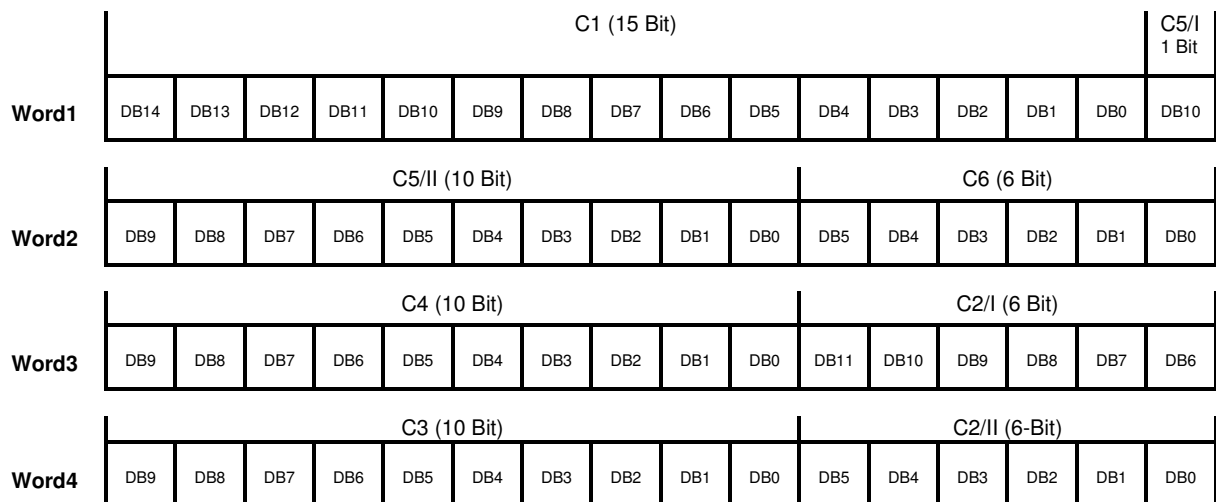 C1 (15 Bit) C5/I
1 Bit
Word1 DB14 DB13 DB12 DB11 DB10 DB9 DB8 DB7 DB6 DB5 DB4 DB3 DB2 DB1 DB0 DB10
C5/II (10 Bit) C6 (6 Bit)
Word2 DB9 DB8 DB7 DB6 DB5 DB4 DB3 DB2 DB1 DB0 DB5 DB4 DB3 DB2 DB1 DB0
C4 (10 Bit) C2/I (6 Bit)
Word3 DB9 DB8 DB7 DB6 DB5 DB4 DB3 DB2 DB1 DB0 DB11 DB10 DB9 DB8 DB7 DB6
C3 (10 Bit) C2/II (6-Bit)
Word4 DB9 DB8 DB7 DB6 DB5 DB4 DB3 DB2 DB1 DB0 DB5 DB4 DB3 DB2 DB1 DB0